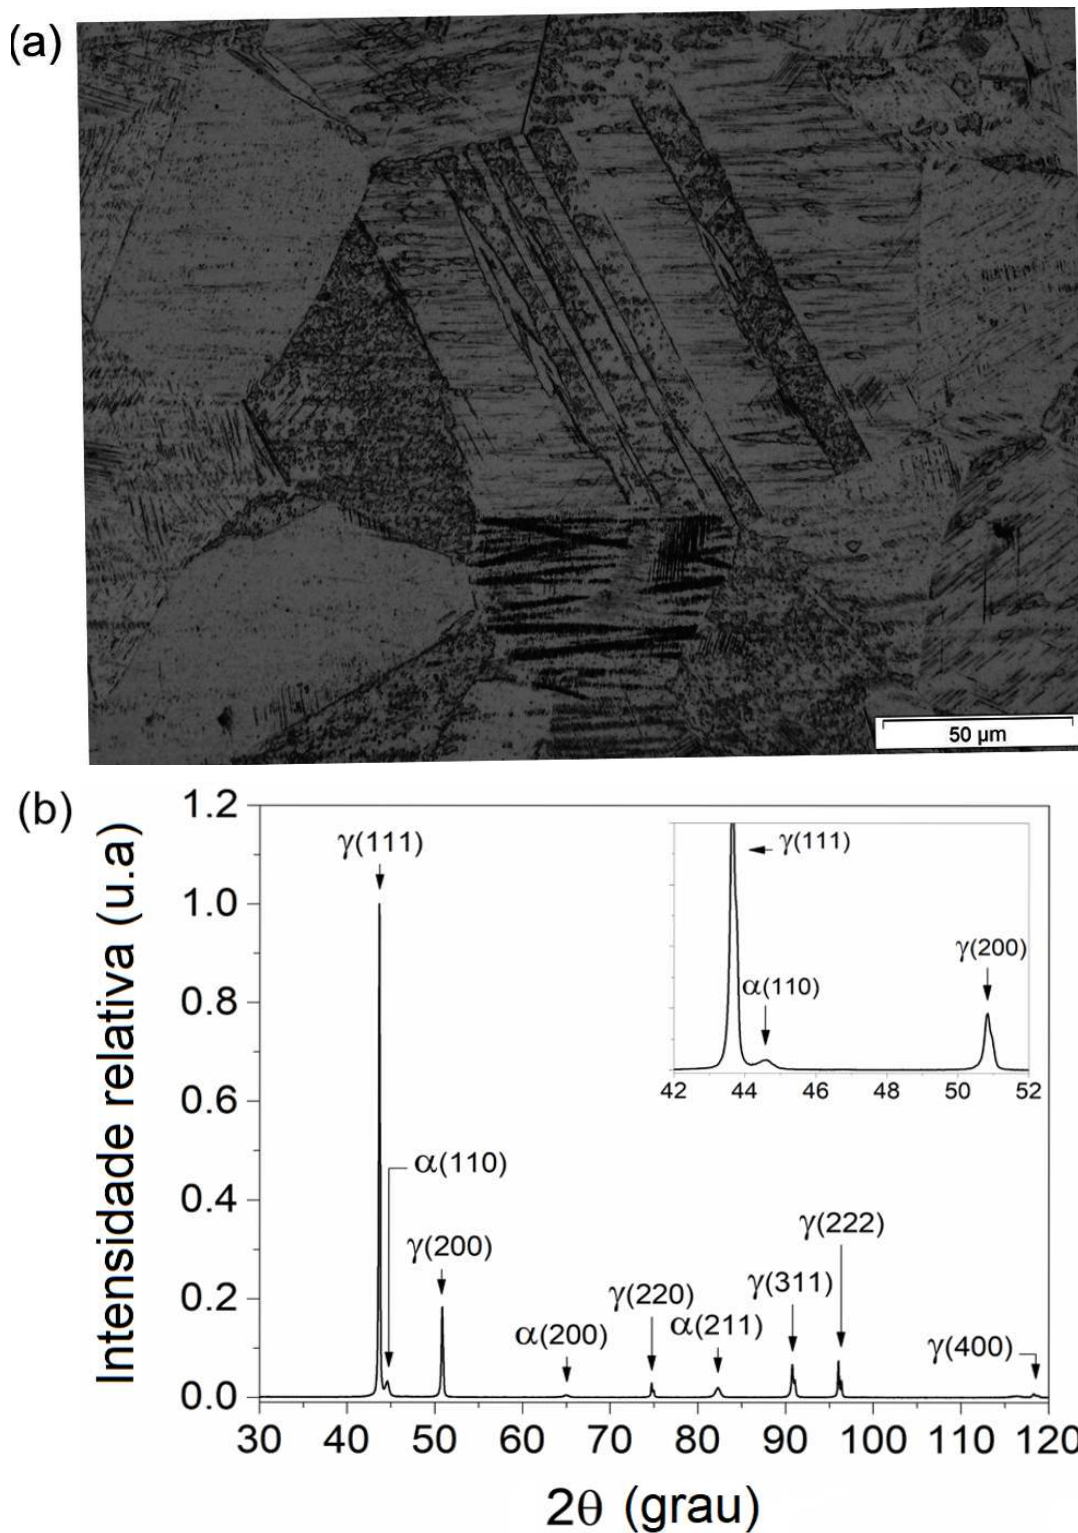 (a)
50 µm
(b)
Intensidade relativa (u.a)
1.2
1.0
0.8
0.6
0.4
0.2
0.0
γ(111)
α(110)
γ(200)
α(200)
γ(220)
α(211)
γ(311)
γ(222)
γ(400)
γ(111)
α(110)
γ(200)
42 44 46 48 50 52
30 40 50 60 70 80 90 100 110 120
2θ (grau)